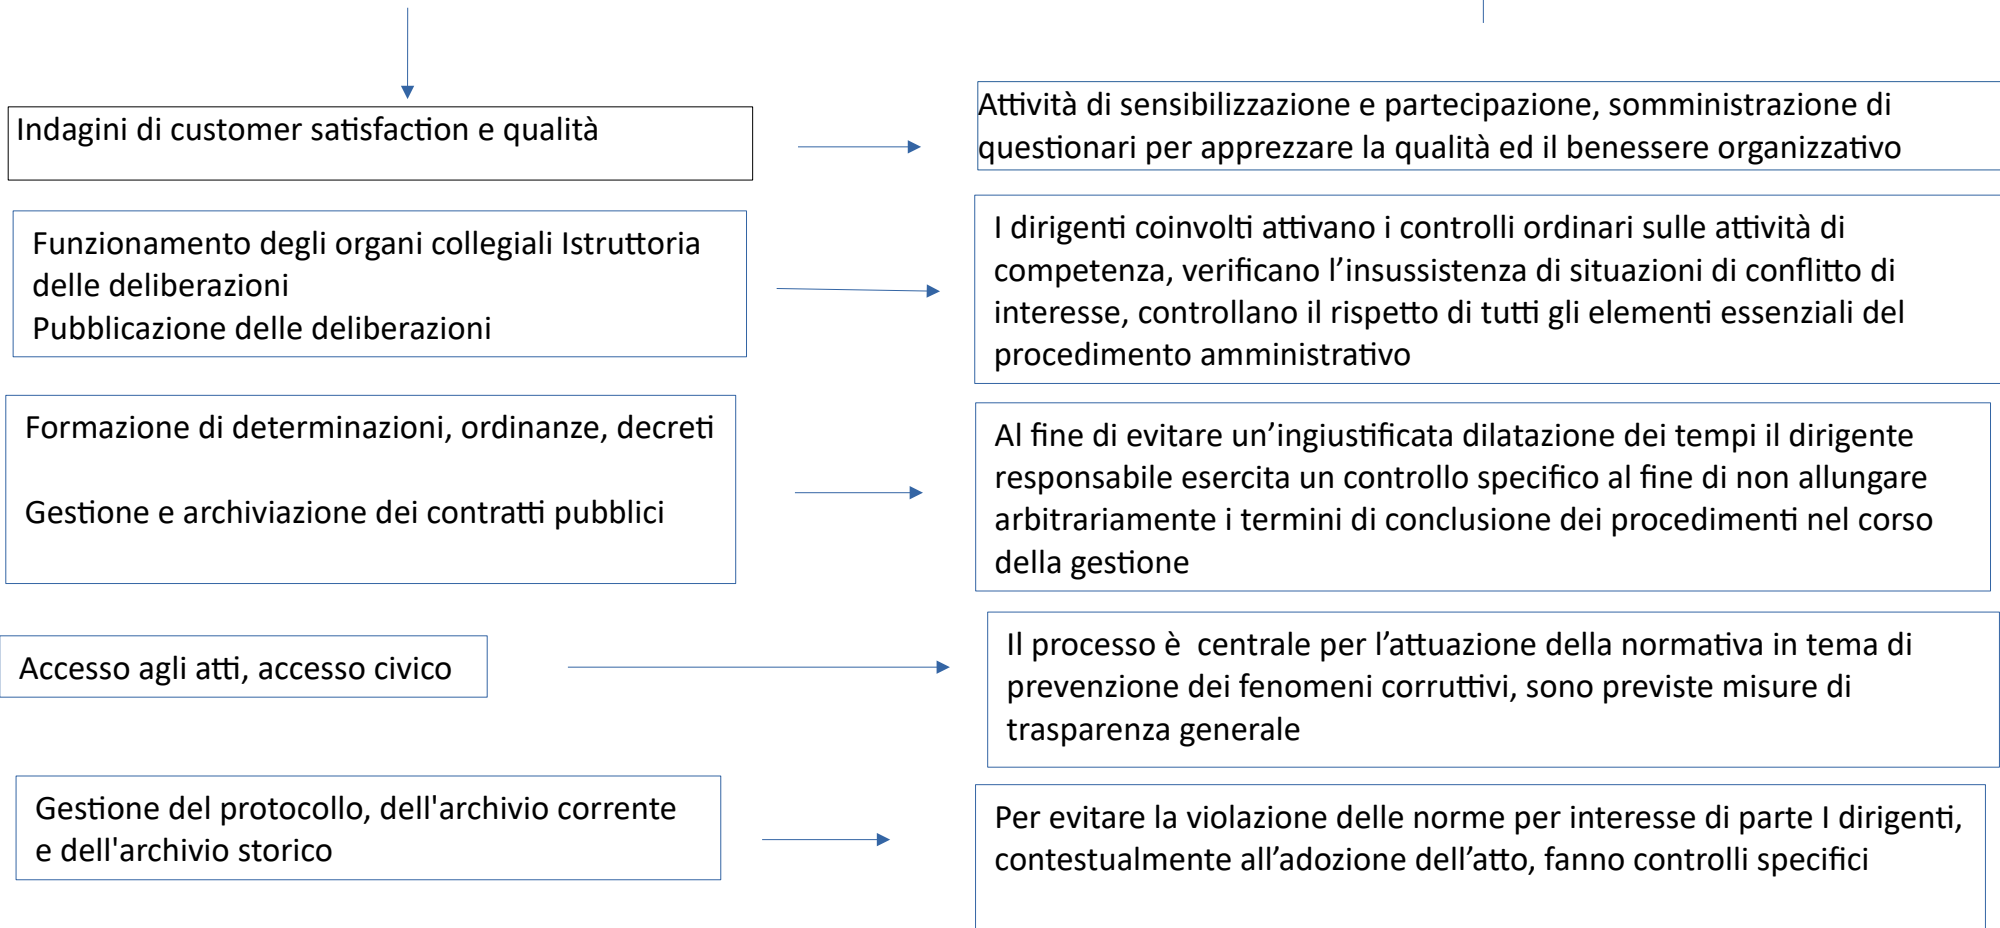 Indagini di customer satisfaction e qualità
Attività di sensibilizzazione e partecipazione, somministrazione di
questionari per apprezzare la qualità ed il benessere organizzativo
Funzionamento degli organi collegiali Istruttoria
delle deliberazioni
Pubblicazione delle deliberazioni
I dirigenti coinvolti attivano i controlli ordinari sulle attività di
competenza, verificano l’insussistenza di situazioni di conflitto di
interesse, controllano il rispetto di tutti gli elementi essenziali del
procedimento amministrativo
Formazione di determinazioni, ordinanze, decreti
Gestione e archiviazione dei contratti pubblici
Al fine di evitare un’ingiustificata dilatazione dei tempi il dirigente
responsabile esercita un controllo specifico al fine di non allungare
arbitrariamente i termini di conclusione dei procedimenti nel corso
della gestione
Accesso agli atti, accesso civico
Il processo è  centrale per l’attuazione della normativa in tema di
prevenzione dei fenomeni corruttivi, sono previste misure di
trasparenza generale
Gestione del protocollo, dell'archivio corrente
e dell'archivio storico
Per evitare la violazione delle norme per interesse di parte I dirigenti,
contestualmente all’adozione dell’atto, fanno controlli specifici